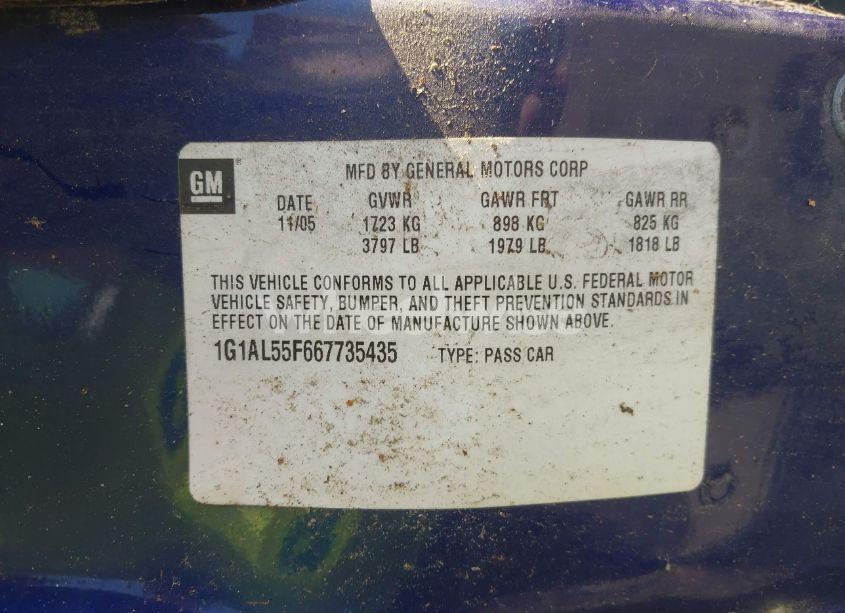 GM
MFD BY GENERAL MOTORS CORP
DATE GVWR GAWR FRT GAWR RR
11/05 1723 KG 898 KG 825 KG
3797 LB 1979 LB 1818 LB
THIS VEHICLE CONFORMS TO ALL APPLICABLE U.S. FEDERAL MOTOR
VEHICLE SAFETY, BUMPER, AND THEFT PREVENTION STANDARDS IN
EFFECT ON THE DATE OF MANUFACTURE SHOWN ABOVE.
1G1AL55F667735435 TYPE: PASS CAR